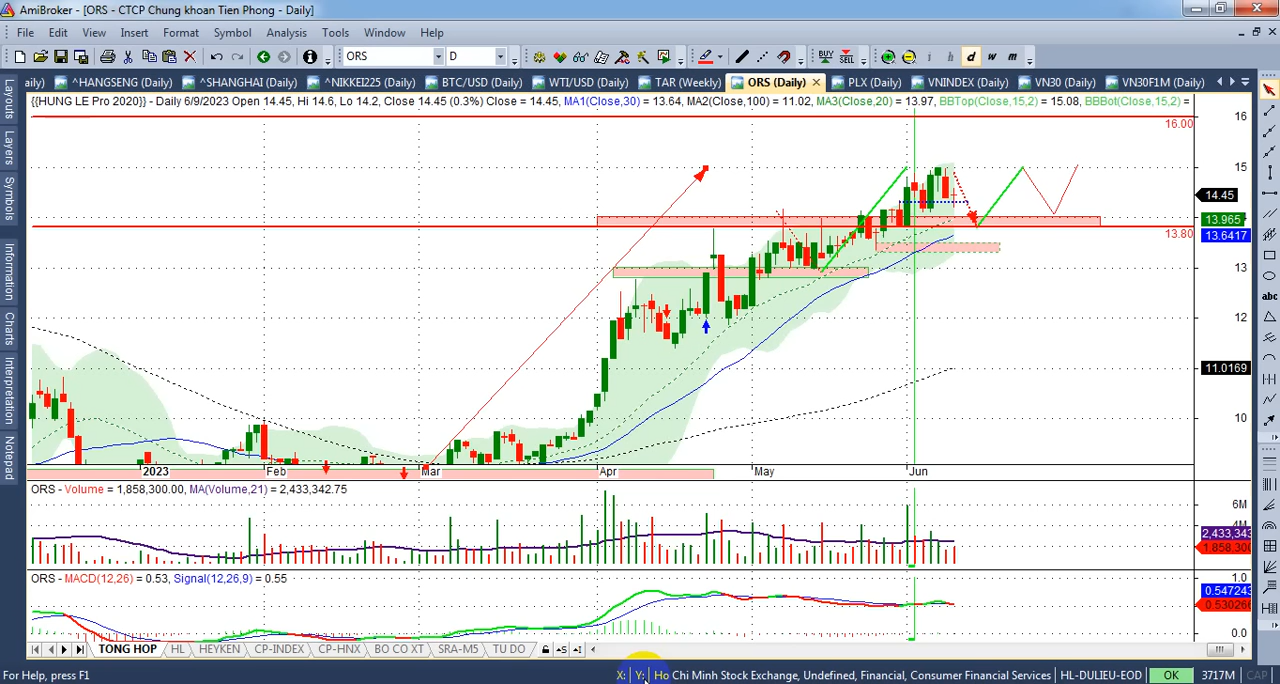 AmiBroker - [ORS - CTCP Chung khoan Tien Phong - Daily]
File Edit View Insert Format Symbol Analysis Tools Window Help
ORS D BUY SELL i h d w m
aily) ^HANGSENG (Daily) ^SHANGHAI (Daily) ^NIKKEI225 (Daily) BTC/USD (Daily) WTI/USD (Daily) TAR (Weekly) ORS (Daily) PLX (Daily) VNINDEX (Daily) VN30 (Daily) VN30F1M (Daily)
{{HUNG LE Pro 2020}} - Daily 6/9/2023 Open 14.45, Hi 14.6, Lo 14.2, Close 14.45 (0.3%) Close = 14.45, MA1(Close,30) = 13.64, MA2(Close,100) = 11.02, MA3(Close,20) = 13.97, BBTop(Close,15,2) = 15.08, BBBot(Close,15,2) =
Layouts
Layers
Symbols
Information
Charts
Interpretation
Notepad
abc
16
16.00
15
14.45
13.965
13.80
13.6417
13
12
11.0169
10
2023 Feb Mar Apr May Jun
ORS - Volume = 1,858,300.00, MA(Volume,21) = 2,433,342.75
6M
4M
2,433,343
1,858,300
ORS - MACD(12,26) = 0.53, Signal(12,26,9) = 0.55
1.0
0.547243
0.530266
0.0
TONG HOP HL HEYKEN CP-INDEX CP-HNX BO CO XT SRA-M5 TU DO
For Help, press F1 X: Y: Ho Chi Minh Stock Exchange, Undefined, Financial, Consumer Financial Services HL-DULIEU-EOD OK 3717M CAP